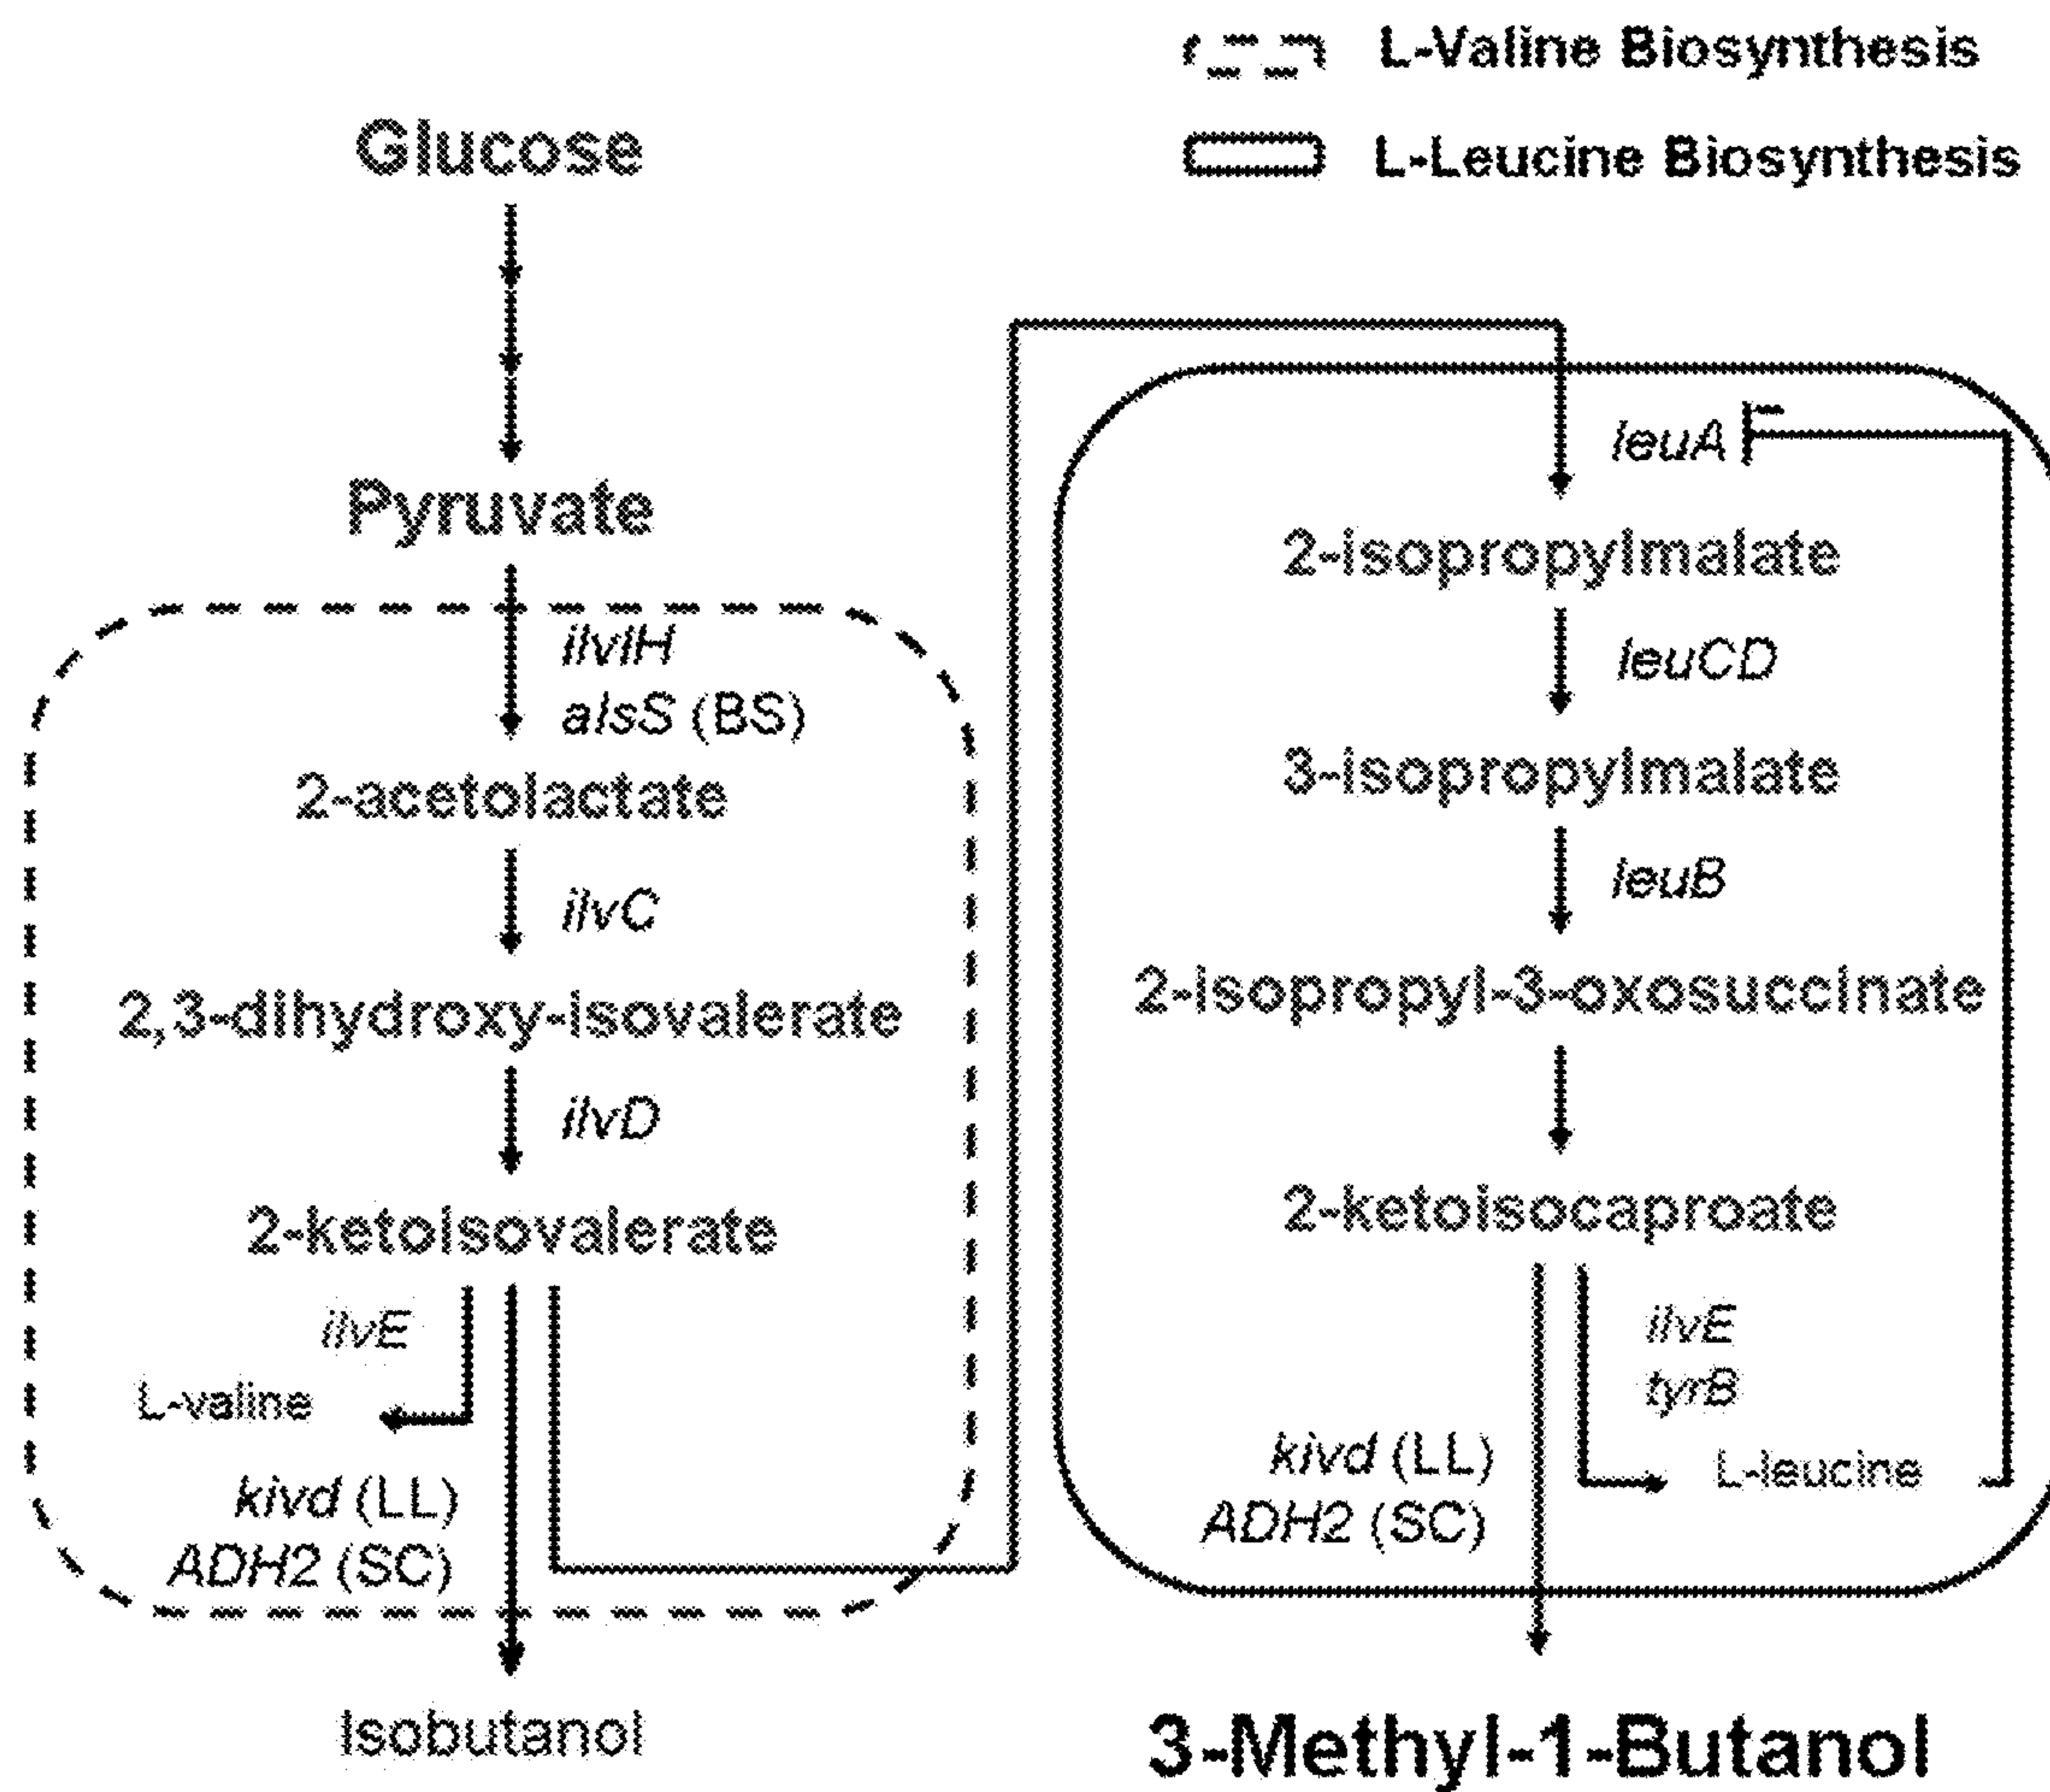 L-Valine Biosynthesis
L-Leucine Biosynthesis
Glucose
Pyruvate
ilvIH
alsS (BS)
2-acetolactate
ilvC
2,3-dihydroxy-isovalerate
ilvD
2-ketoisovalerate
ilvE
L-valine
kivd (LL)
ADH2 (SC)
Isobutanol
leuA
2-isopropylmalate
leuCD
3-isopropylmalate
leuB
2-isopropyl-3-oxosuccinate
2-ketoisocaproate
ilvE
tyrB
kivd (LL)
ADH2 (SC)
L-leucine
3-Methyl-1-Butanol